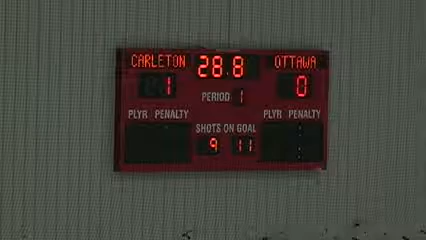 CARLETON 28.8 OTTAWA
1 0
PERIOD 1
PLYR PENALTY PLYR PENALTY
SHOTS ON GOAL
9 11